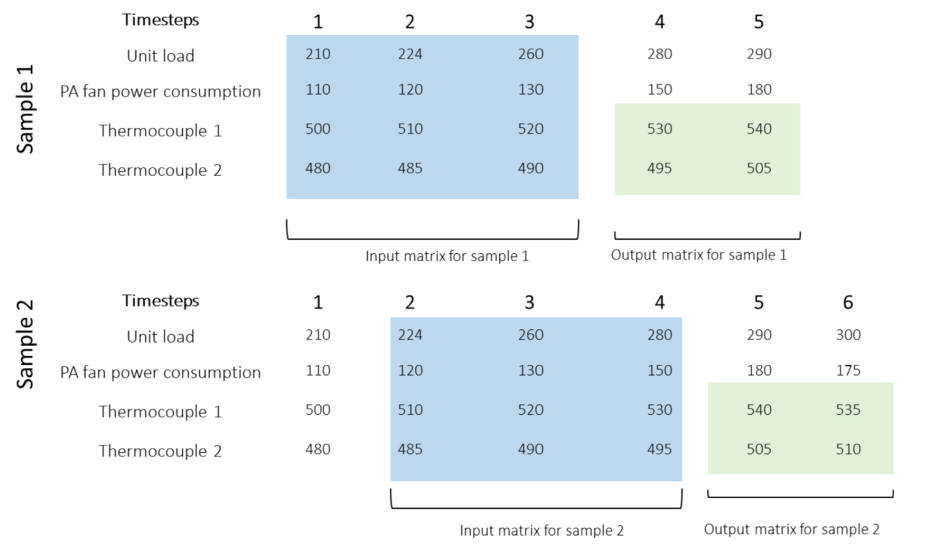 Sample 1
Timesteps 1 2 3 4 5
Unit load 210 224 260 280 290
PA fan power consumption 110 120 130 150 180
Thermocouple 1 500 510 520 530 540
Thermocouple 2 480 485 490 495 505
Input matrix for sample 1 Output matrix for sample 1
Sample 2
Timesteps 1 2 3 4 5 6
Unit load 210 224 260 280 290 300
PA fan power consumption 110 120 130 150 180 175
Thermocouple 1 500 510 520 530 540 535
Thermocouple 2 480 485 490 495 505 510
Input matrix for sample 2 Output matrix for sample 2